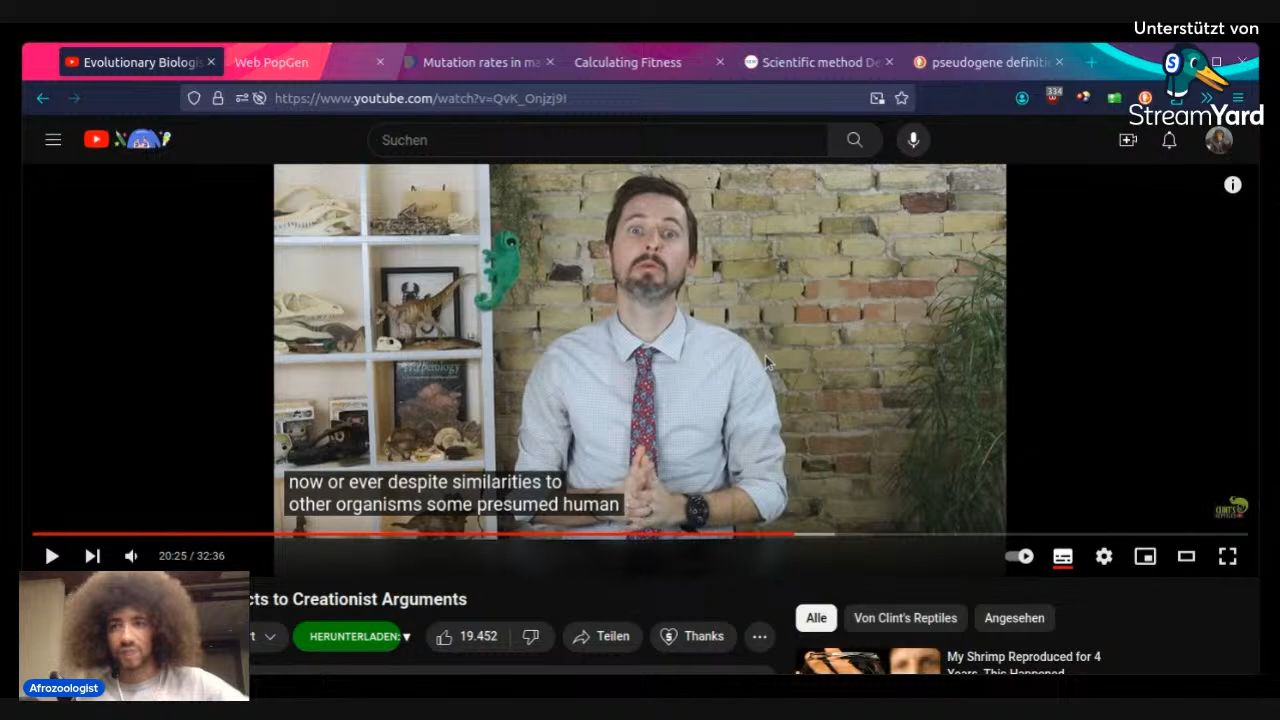 Unterstützt von
StreamYard
Evolutionary Biologis
Web PopGen
Mutation rates in ma
Calculating Fitness
Scientific method De
pseudogene definiti
https://www.youtube.com/watch?v=QvK_Onjzj9I
334
Suchen
now or ever despite similarities to
other organisms some presumed human
20:25 / 32:36
cts to Creationist Arguments
HERUNTERLADEN:
19.452
Teilen
Thanks
Alle
Von Clint's Reptiles
Angesehen
My Shrimp Reproduced for 4
Years. This Happened
Afrozoologist